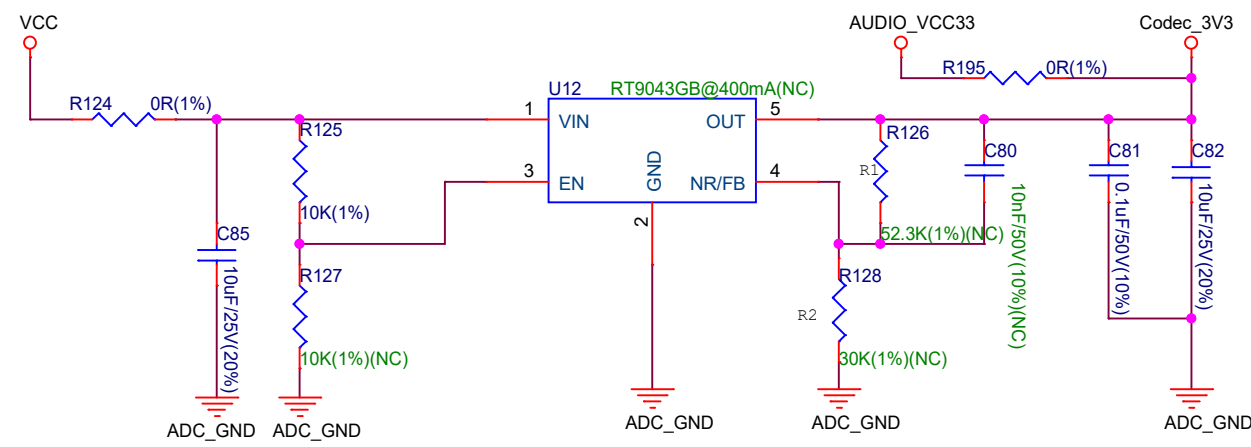 VCC
AUDIO_VCC33
Codec_3V3
R195
0R(1%)
R124
0R(1%)
U12
RT9043GB@400mA(NC)
1
VIN
OUT
5
3
EN
GND
NR/FB
4
2
R125
10K(1%)
R126
R1
52.3K(1%)(NC)
C80
10nF/50V(10%)(NC)
C81
0.1uF/50V(10%)
C82
10uF/25V(20%)
C85
10uF/25V(20%)
R127
10K(1%)(NC)
R128
R2
30K(1%)(NC)
ADC_GND
ADC_GND
ADC_GND
ADC_GND
ADC_GND